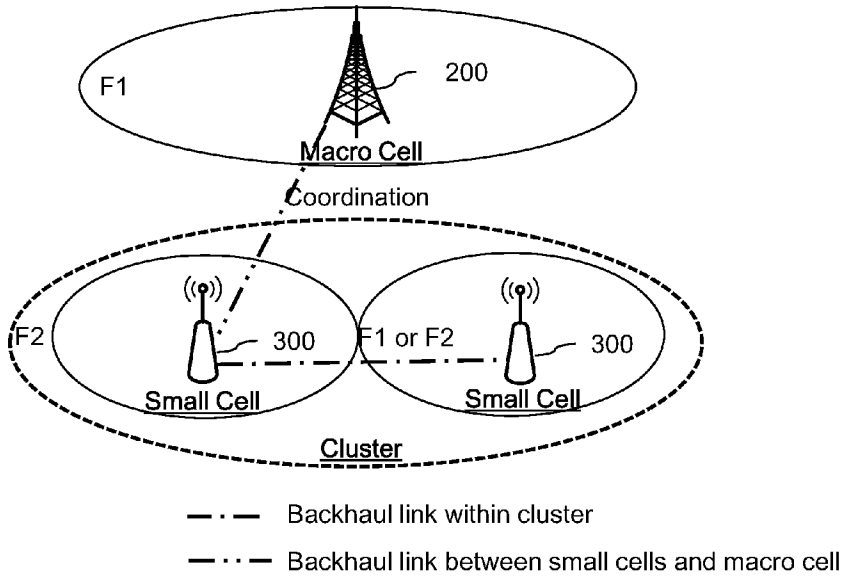 F1
200
Macro Cell
Coordination
F2
300
F1 or F2
300
Small Cell
Small Cell
Cluster
Backhaul link within cluster
Backhaul link between small cells and macro cell